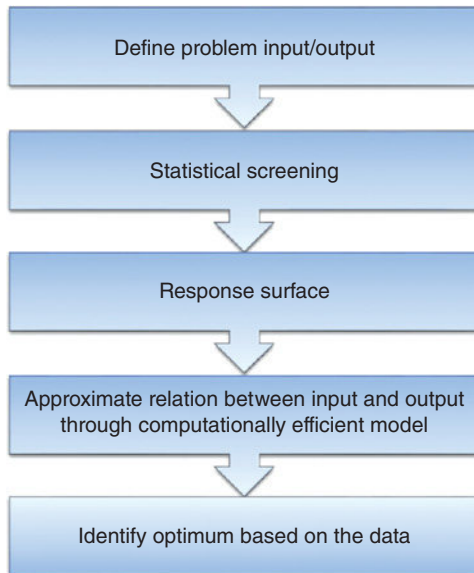 Define problem input/output
Statistical screening
Response surface
Approximate relation between input and output
through computationally efficient model
Identify optimum based on the data